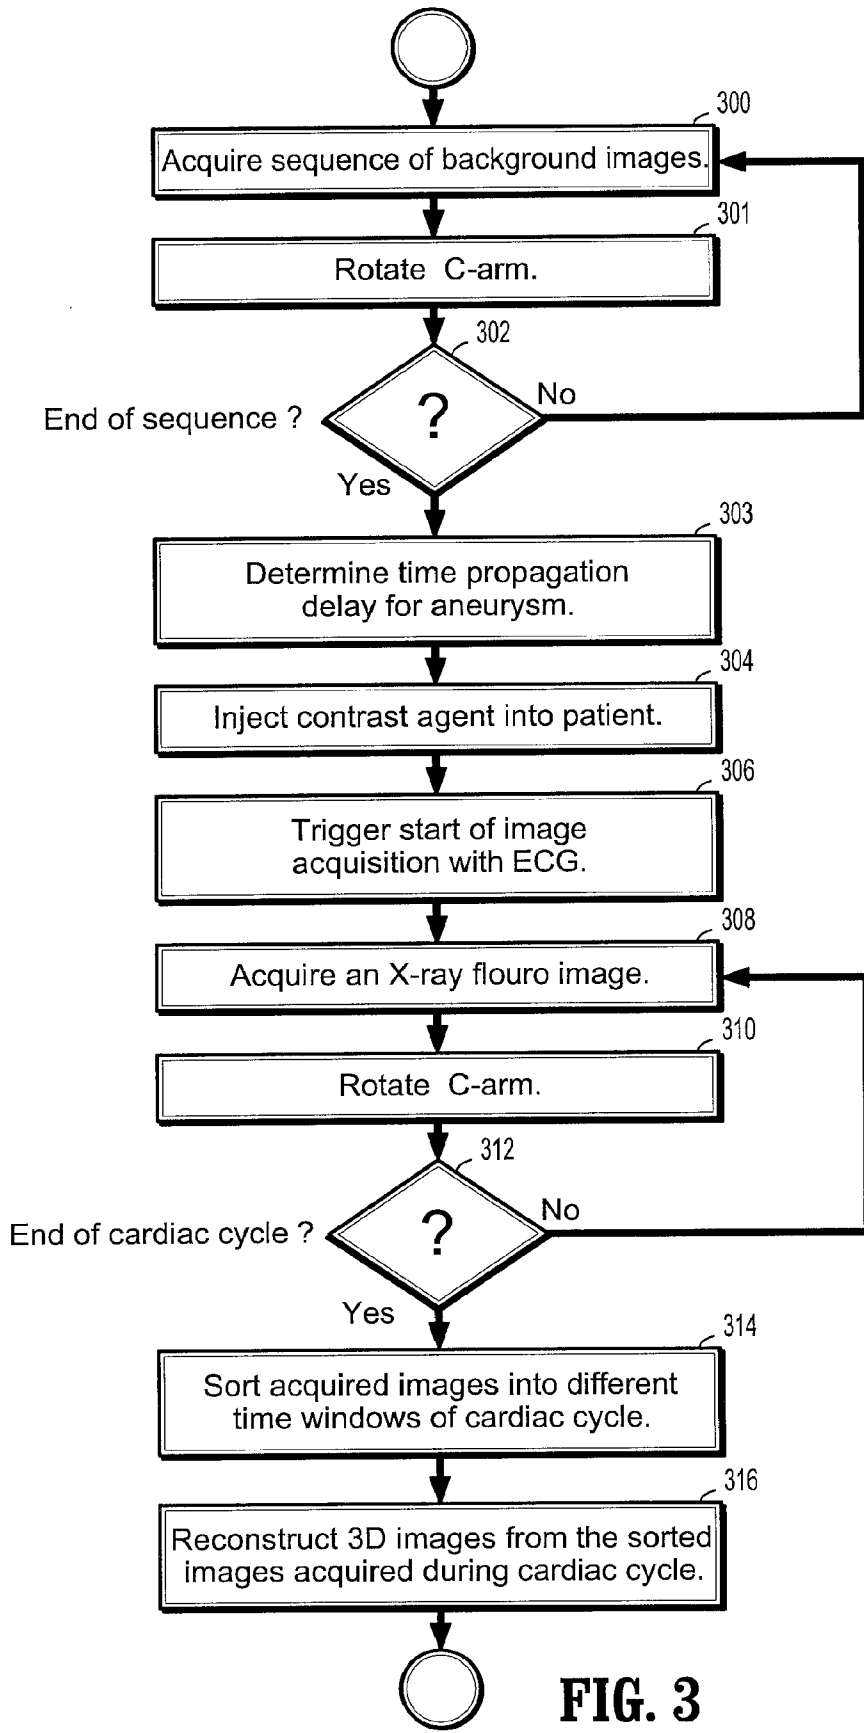 300
Acquire sequence of background images.
301
Rotate C-arm.
302
End of sequence ?
?
No
Yes
303
Determine time propagation
delay for aneurysm.
304
Inject contrast agent into patient.
306
Trigger start of image
acquisition with ECG.
308
Acquire an X-ray flouro image.
310
Rotate C-arm.
312
End of cardiac cycle ?
?
No
Yes
314
Sort acquired images into different
time windows of cardiac cycle.
316
Reconstruct 3D images from the sorted
images acquired during cardiac cycle.
FIG. 3